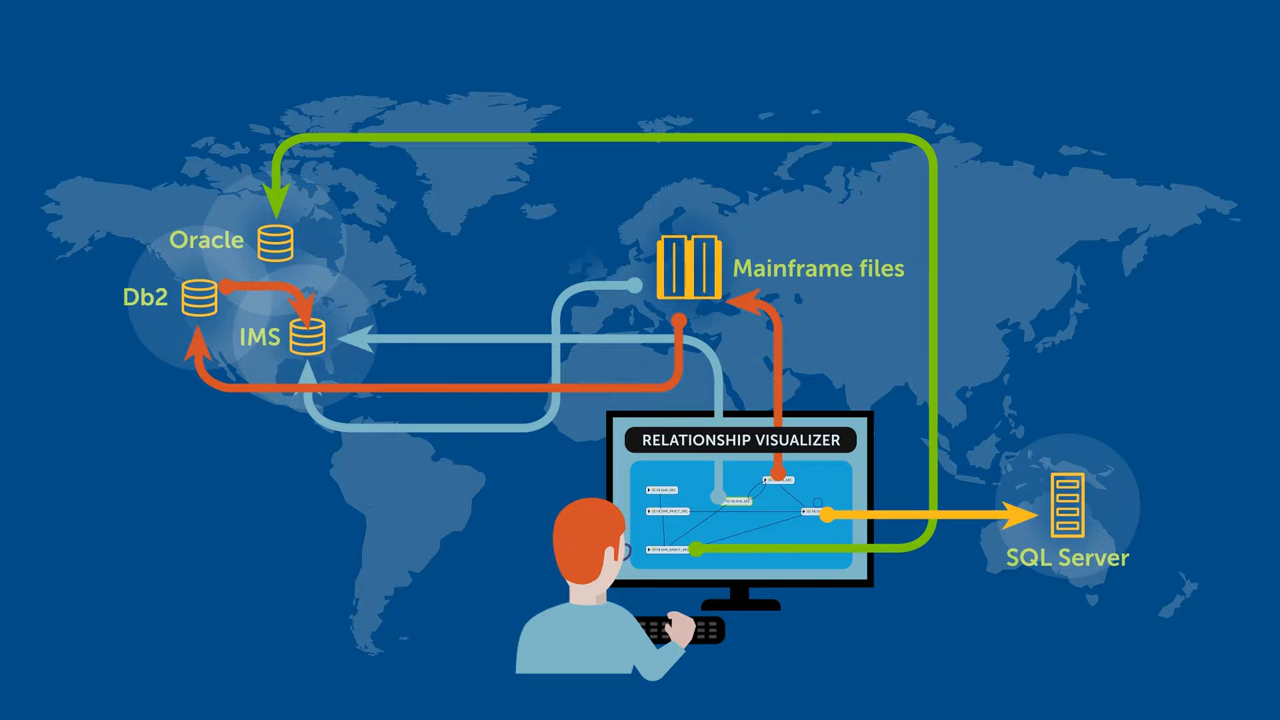 Oracle
Mainframe files
Db2
IMS
RELATIONSHIP VISUALIZER
SQL Server